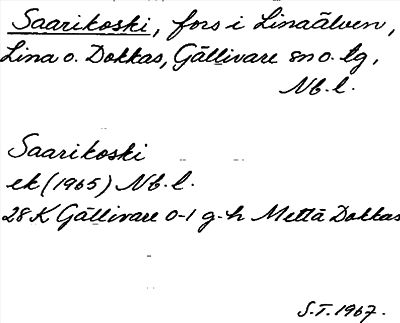 Saarikoski, fors i Linaälven,
Lina o. Dokkas, Gällivare sn o. tg,
Nb. l.
Saarikoski
ek (1965) Nb. l.
28 K Gällivare 0-1 g-h Mettä Dokkas
S.T. 1967.